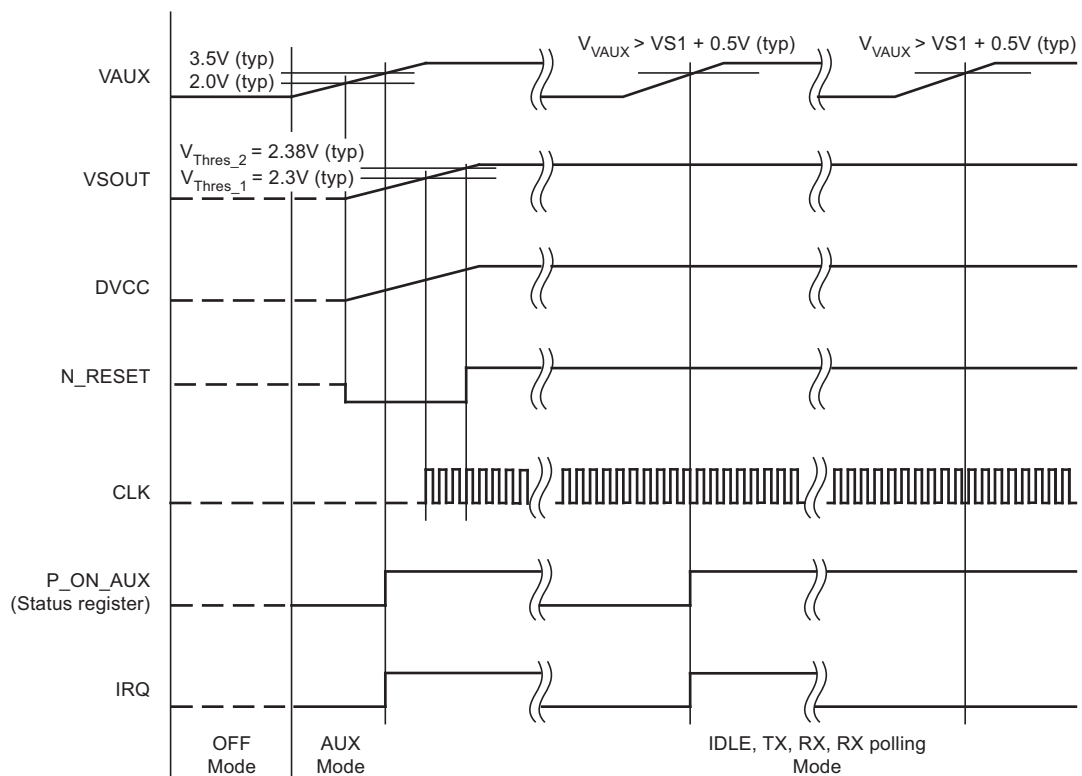 VAUX
3.5V (typ)
2.0V (typ)
V_VAUX > VS1 + 0.5V (typ)
V_VAUX > VS1 + 0.5V (typ)
VSOUT
V_Thres_2 = 2.38V (typ)
V_Thres_1 = 2.3V (typ)
DVCC
N_RESET
CLK
P_ON_AUX
(Status register)
IRQ
OFF
Mode
AUX
Mode
IDLE, TX, RX, RX polling
Mode